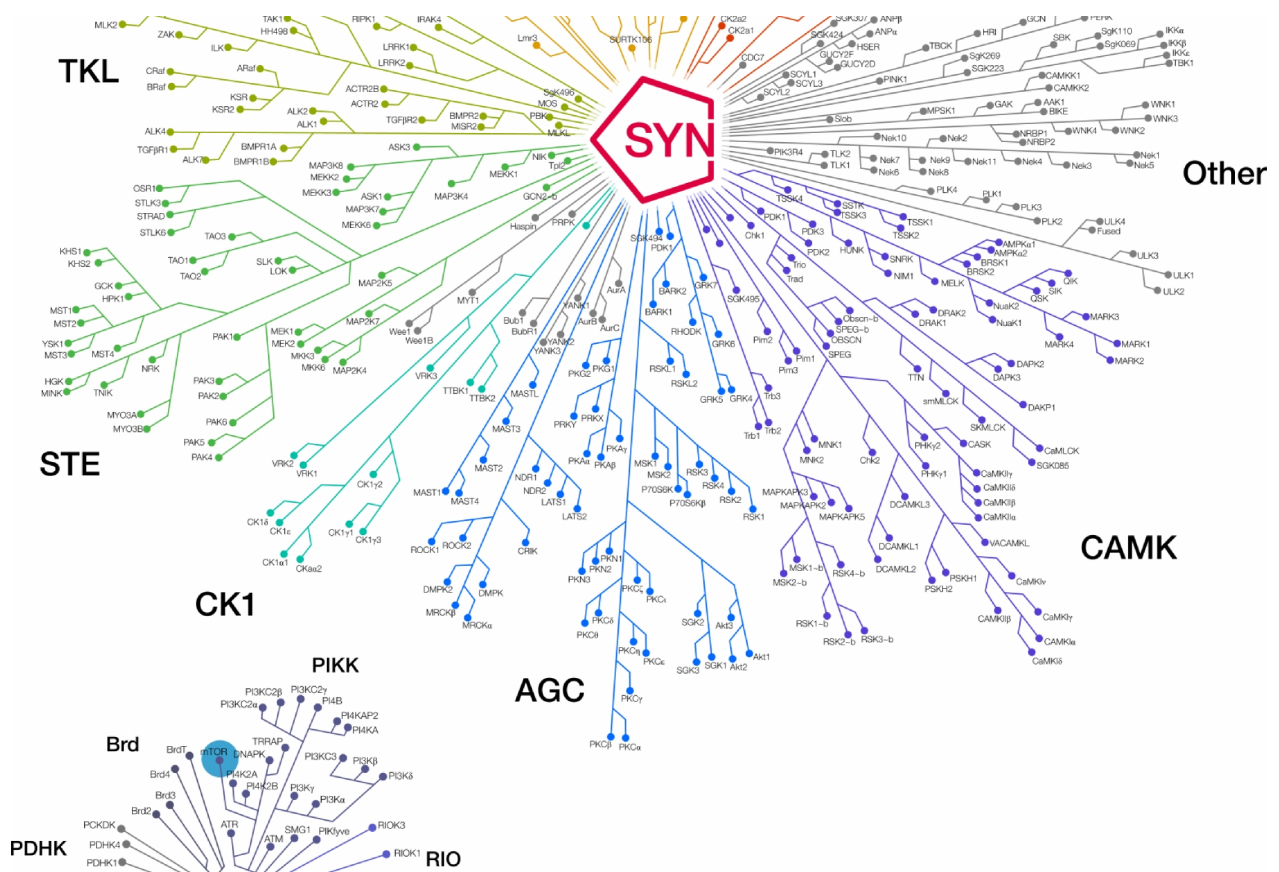 MLK2
TAK1
HH498
RIPK1
IRAK4
ZAK
ILK
LRRK1
LRRK2
Lmr3
SURTK106
CK2a2
CK2a1
CDC7
SGK307
SGK424
ANPβ
ANPα
HSER
GUCY2F
GUCY2D
SCYL1
SCYL3
SCYL2
PINK1
TBCK
HRI
GCN
PERK
SBK
SgK110
SgK069
IKKα
IKKβ
IKKε
TBK1
SgK269
SGK223
TKL
CRaf
BRaf
ARaf
KSR
KSR2
ACTR2B
ACTR2
TGFβR2
ALK2
ALK1
BMPR2
MISR2
SgK496
MOS
PBK
MLKL
ALK4
TGFβR1
ALK7
BMPR1A
BMPR1B
SYN
CAMKK1
CAMKK2
Slob
MPSK1
GAK
AAK1
BIKE
WNK1
WNK3
WNK4
WNK2
NRBP1
NRBP2
Nek10
Nek2
PIK3R4
TLK2
TLK1
Nek7
Nek6
Nek9
Nek8
Nek11
Nek4
Nek3
Nek1
Nek5
Other
PLK4
PLK1
PLK3
PLK2
ULK4
Fused
ULK3
ULK1
ULK2
ASK3
MAP3K8
MEKK2
MEKK3
ASK1
MAP3K7
MEKK6
MAP3K4
MEKK1
NIK
Tpl2
GCN2~b
Haspin
PRPK
OSR1
STLK3
STRAD
STLK6
TAO3
TAO1
TAO2
SLK
LOK
KHS1
KHS2
GCK
HPK1
MST1
MST2
YSK1
MST3
MST4
HGK
MINK
TNIK
NRK
MYO3A
MYO3B
PAK1
PAK3
PAK2
PAK6
PAK5
PAK4
MAP2K5
MAP2K7
MEK1
MEK2
MKK3
MKK6
MAP2K4
STE
MYT1
Wee1
Wee1B
Bub1
BubR1
YANK1
YANK2
YANK3
AurA
AurB
AurC
VRK3
TTBK1
TTBK2
VRK2
VRK1
CK1γ2
CK1δ
CK1ε
CK1γ1
CK1γ3
CK1α1
CKaα2
CK1
SGK494
PDK1
BARK2
BARK1
GRK7
RHODK
GRK6
GRK5
GRK4
RSKL1
RSKL2
PKG2
PKG1
PRKY
PRKX
PKAγ
PKAα
PKAβ
MASTL
MAST3
MAST2
MAST1
MAST4
NDR1
NDR2
LATS1
LATS2
ROCK1
ROCK2
CRIK
DMPK2
DMPK
MRCKβ
MRCKα
MSK1
MSK2
P70S6K
P70S6Kβ
RSK3
RSK4
RSK2
RSK1
PKN1
PKN2
PKN3
PKCζ
PKCι
PKCδ
PKCθ
PKCη
PKCε
PKCγ
PKCβ
PKCα
SGK2
SGK3
SGK1
Akt3
Akt2
Akt1
AGC
TSSK4
SSTK
TSSK3
TSSK1
TSSK2
PDK1
Chk1
PDK3
PDK2
HUNK
SNRK
NIM1
Trio
Trad
MELK
AMPKα1
AMPKα2
BRSK1
BRSK2
QIK
SIK
QSK
NuaK2
NuaK1
MARK3
MARK4
MARK1
MARK2
SGK495
Pim2
Pim1
Pim3
Obscn~b
SPEG~b
OBSCN
SPEG
DRAK2
DRAK1
DAPK2
DAPK3
DAKP1
TTN
smMLCK
SKMLCK
CaMLCK
SGK085
Trb3
Trb2
Trb1
MNK1
MNK2
Chk2
PHKγ2
PHKγ1
CASK
CaMKIIγ
CaMKIIδ
CaMKIIβ
CaMKIIα
MAPKAPK3
MAPKAPK2
MAPKAPK5
DCAMKL3
DCAMKL1
DCAMKL2
VACAMKL
PSKH1
PSKH2
CaMKIv
CAMKIIβ
CaMKIγ
CAMKIα
CaMKIδ
MSK1~b
MSK2~b
RSK4~b
RSK1~b
RSK2~b
RSK3~b
CAMK
PIKK
PI3KC2β
PI3KC2α
PI3KC2γ
PI4B
PI4KAP2
PI4KA
Brd
BrdT
mTOR
DNAPK
TRRAP
PI3KC3
PI3Kβ
PI3Kδ
Brd4
PI4K2A
PI4K2B
PI3Kγ
PI3Kα
Brd3
Brd2
PCKDK
PDHK4
PDHK1
ATR
ATM
SMG1
PIKfyve
RIOK3
RIOK1
PDHK
RIO